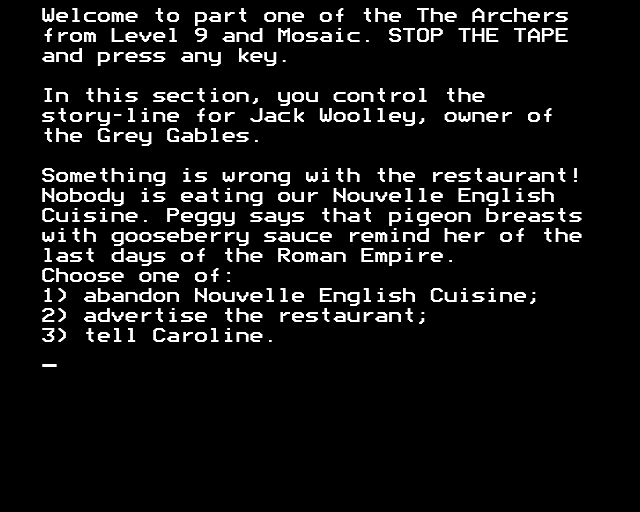 Welcome to part one of the The Archers
from Level 9 and Mosaic. STOP THE TAPE
and press any key.
In this section, you control the
story-line for Jack Woolley, owner of
the Grey Gables.
Something is wrong with the restaurant!
Nobody is eating our Nouvelle English
Cuisine. Peggy says that pigeon breasts
with gooseberry sauce remind her of the
last days of the Roman Empire.
Choose one of:
1) abandon Nouvelle English Cuisine;
2) advertise the restaurant;
3) tell Caroline.